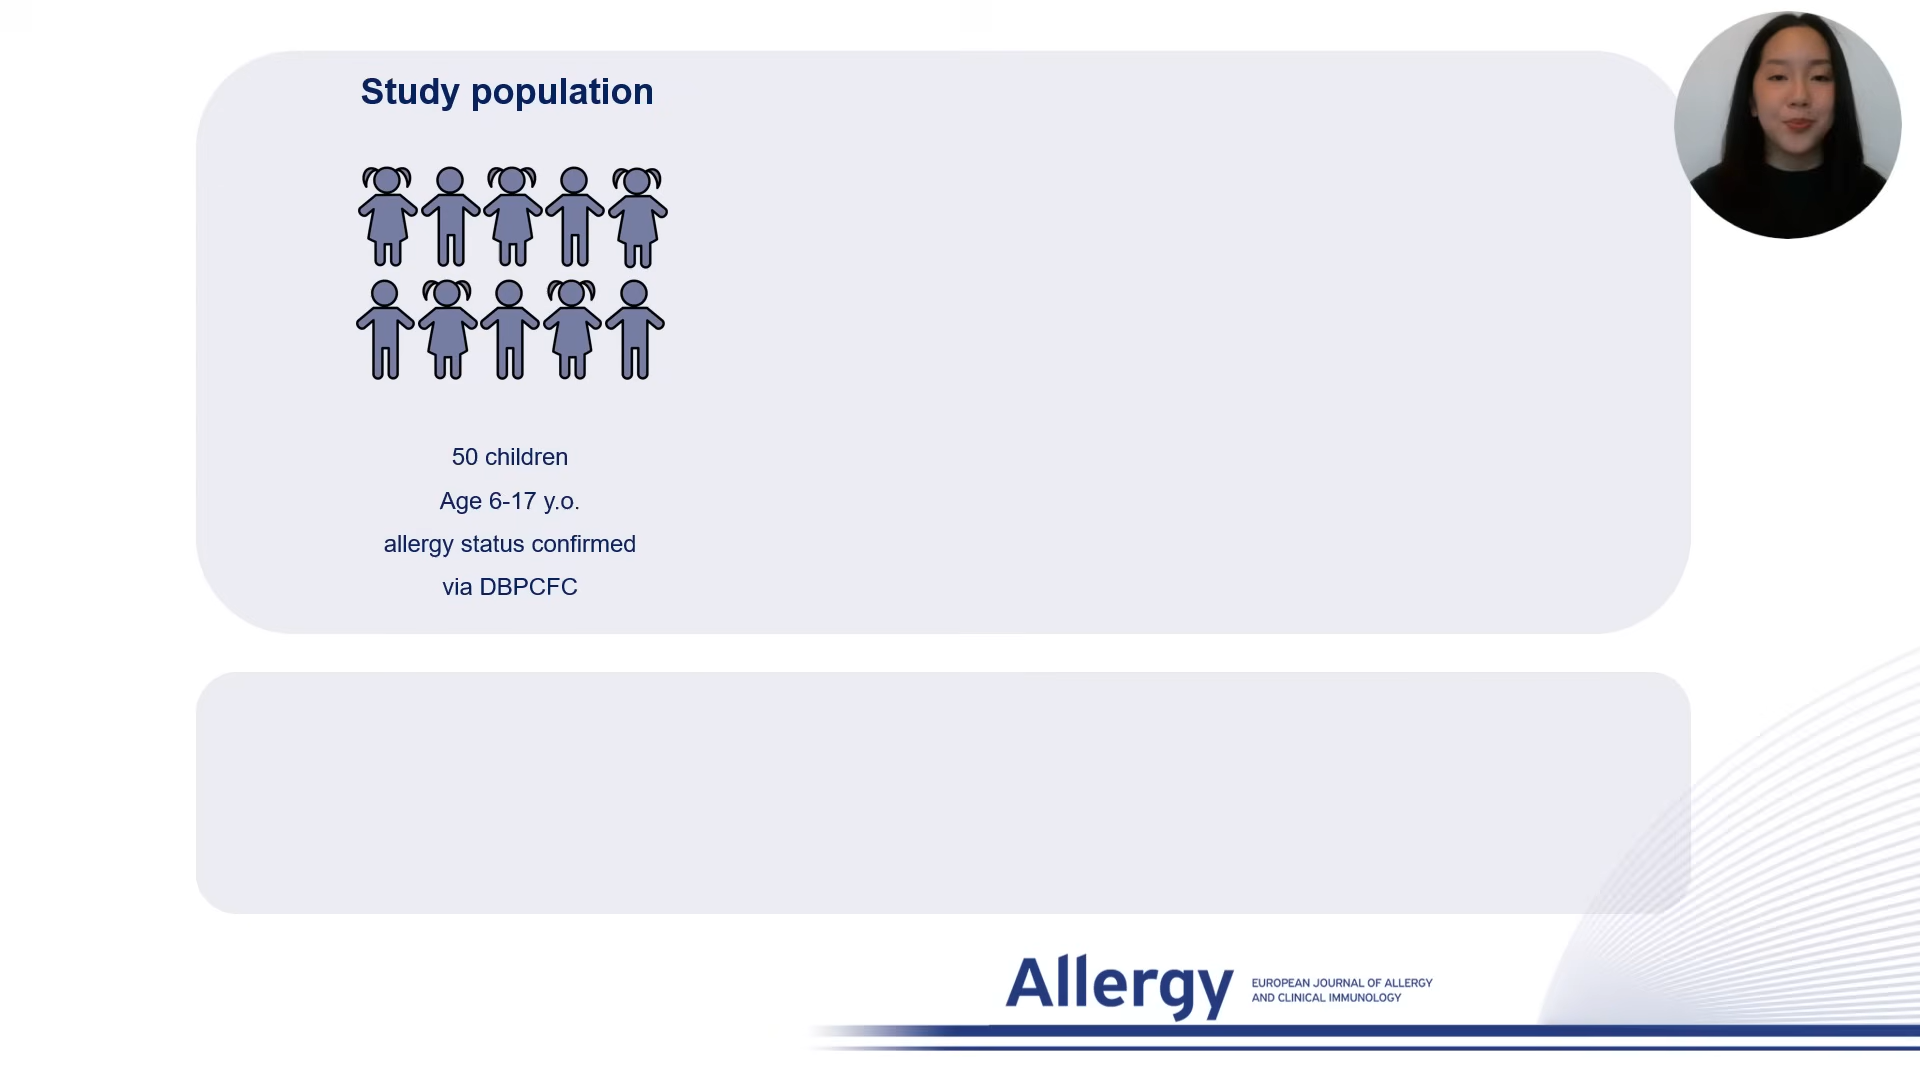 Study population
50 children
Age 6-17 y.o.
allergy status confirmed
via DBPCFC
Allergy
EUROPEAN JOURNAL OF ALLERGY
AND CLINICAL IMMUNOLOGY